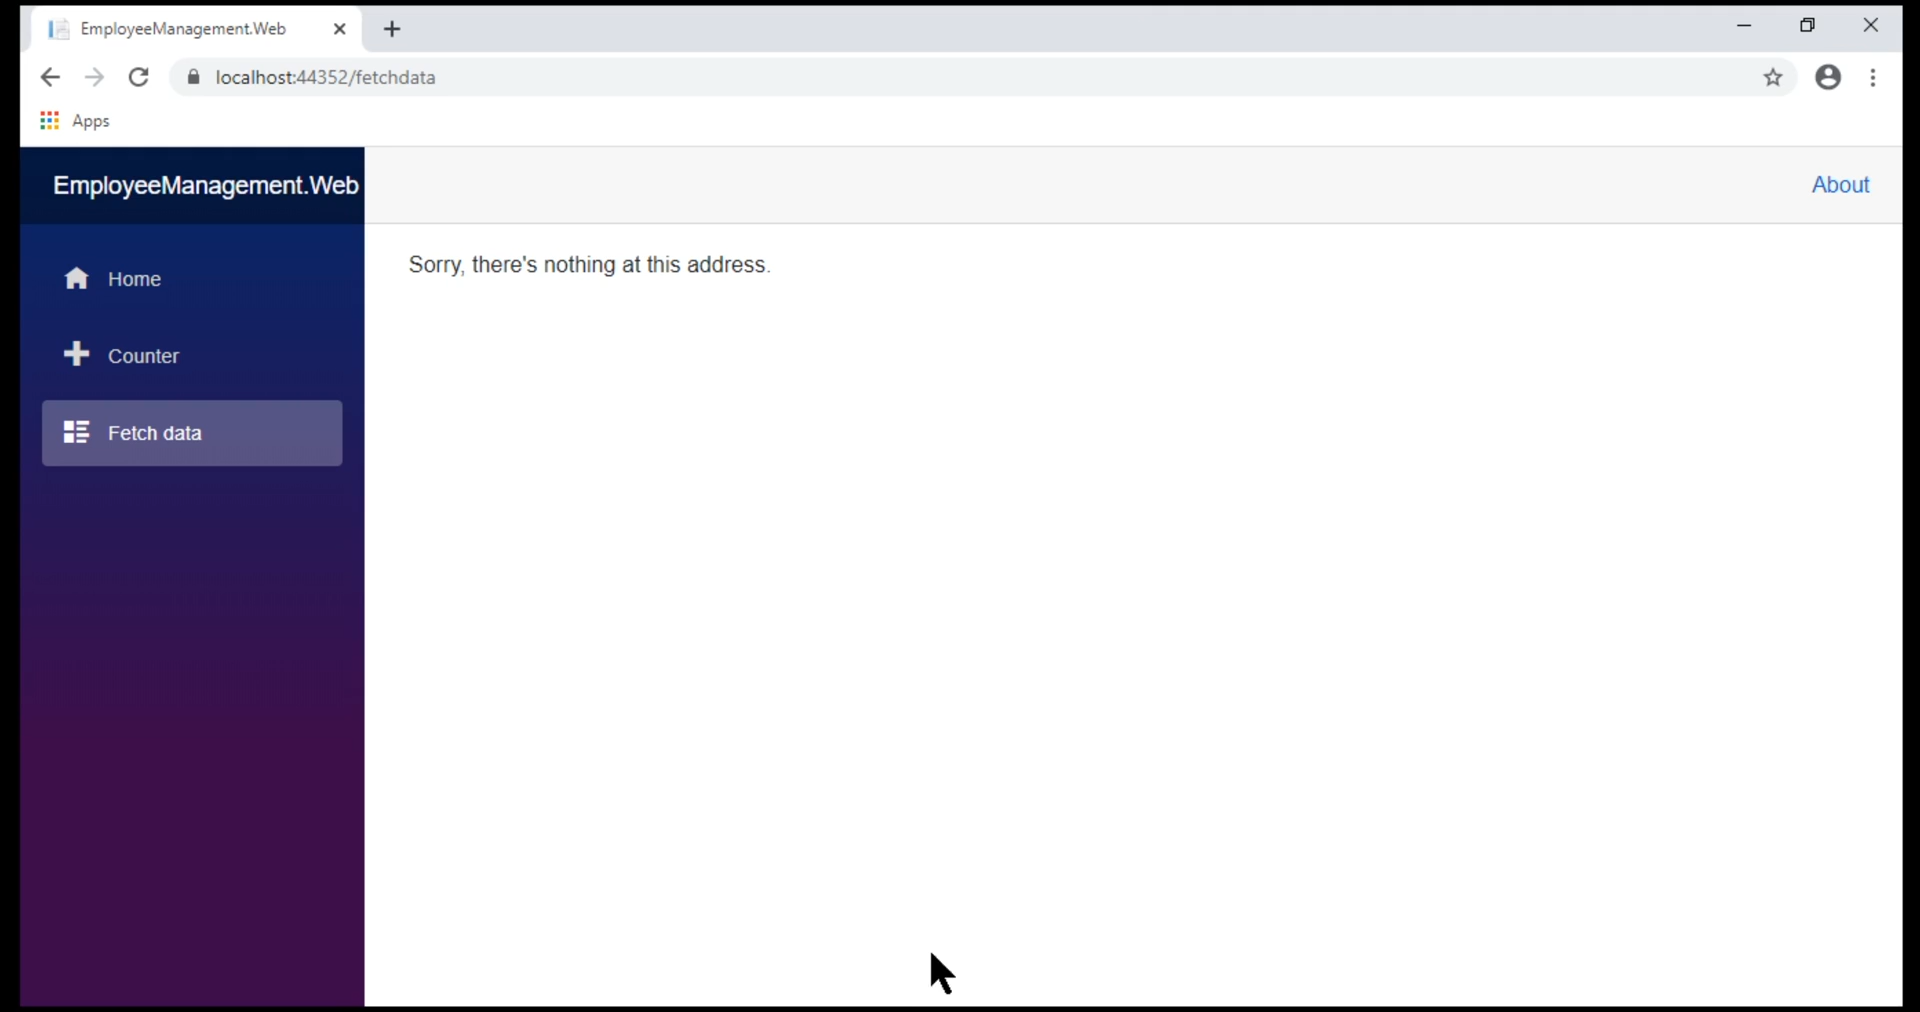 EmployeeManagement.Web
localhost:44352/fetchdata
Apps
EmployeeManagement.Web
About
Home
Counter
Fetch data
Sorry, there's nothing at this address.